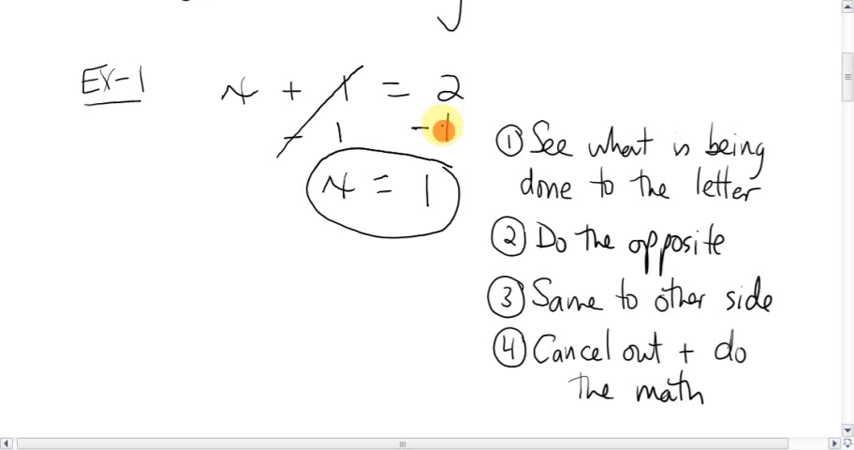 Ex-1
x + 1 = 2
- 1 - 1
x = 1
① See what is being
done to the letter
② Do the opposite
③ Same to other side
④ Cancel out + do
the math